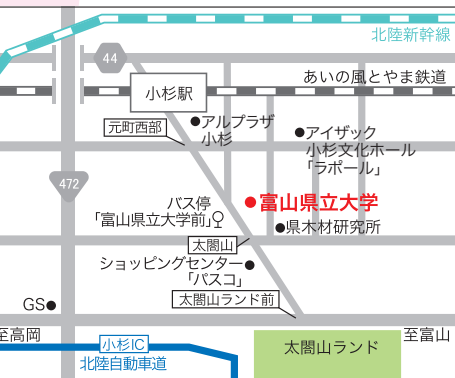 北陸新幹線
44
あいの風とやま鉄道
小杉駅
アルプラザ
小杉
元町西部
アイザック
小杉文化ホール
「ラポール」
472
バス停
「富山県立大学前」
富山県立大学
県木材研究所
太閤山
ショッピングセンター
「パスコ」
太閤山ランド前
GS
至高岡
至富山
小杉IC
北陸自動車道
太閤山ランド